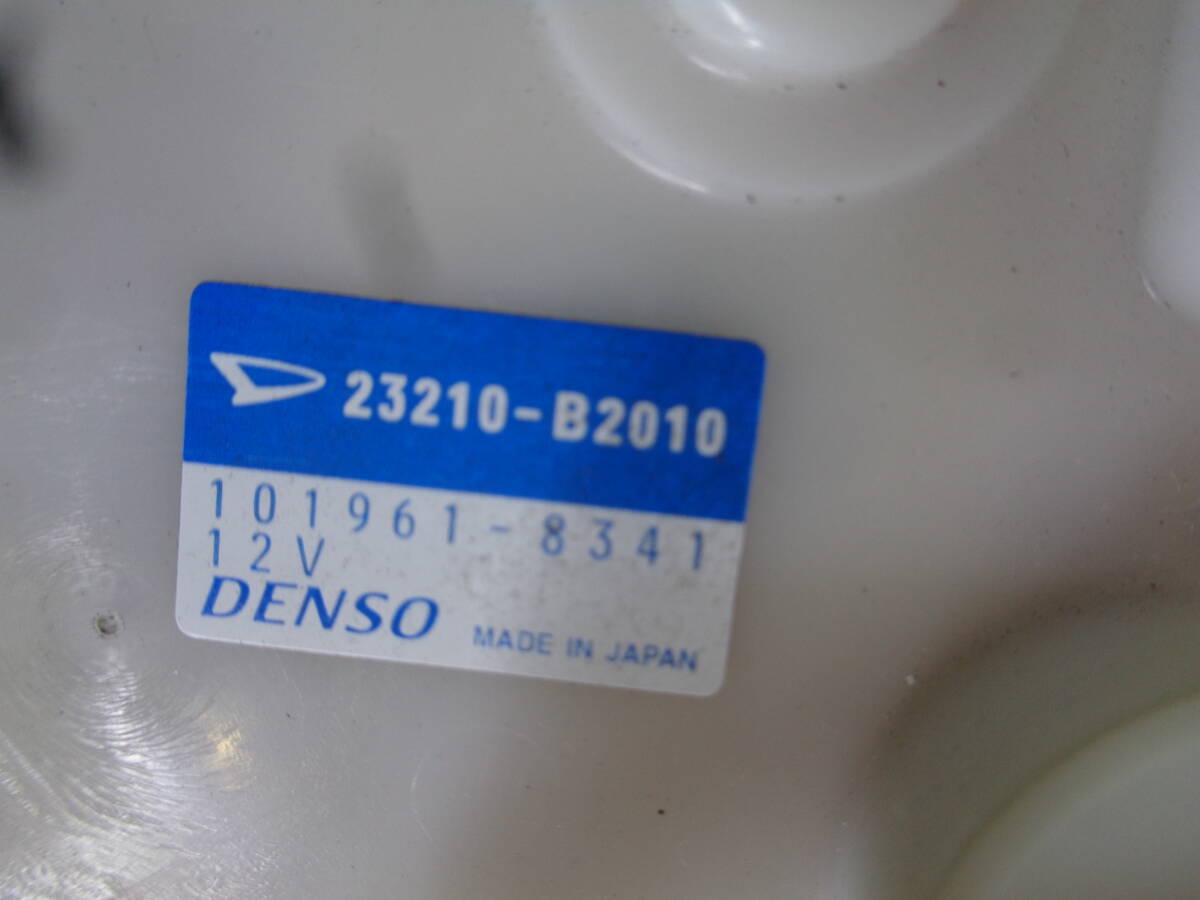 23210-B2010
101961-8341
12V
DENSO MADE IN JAPAN